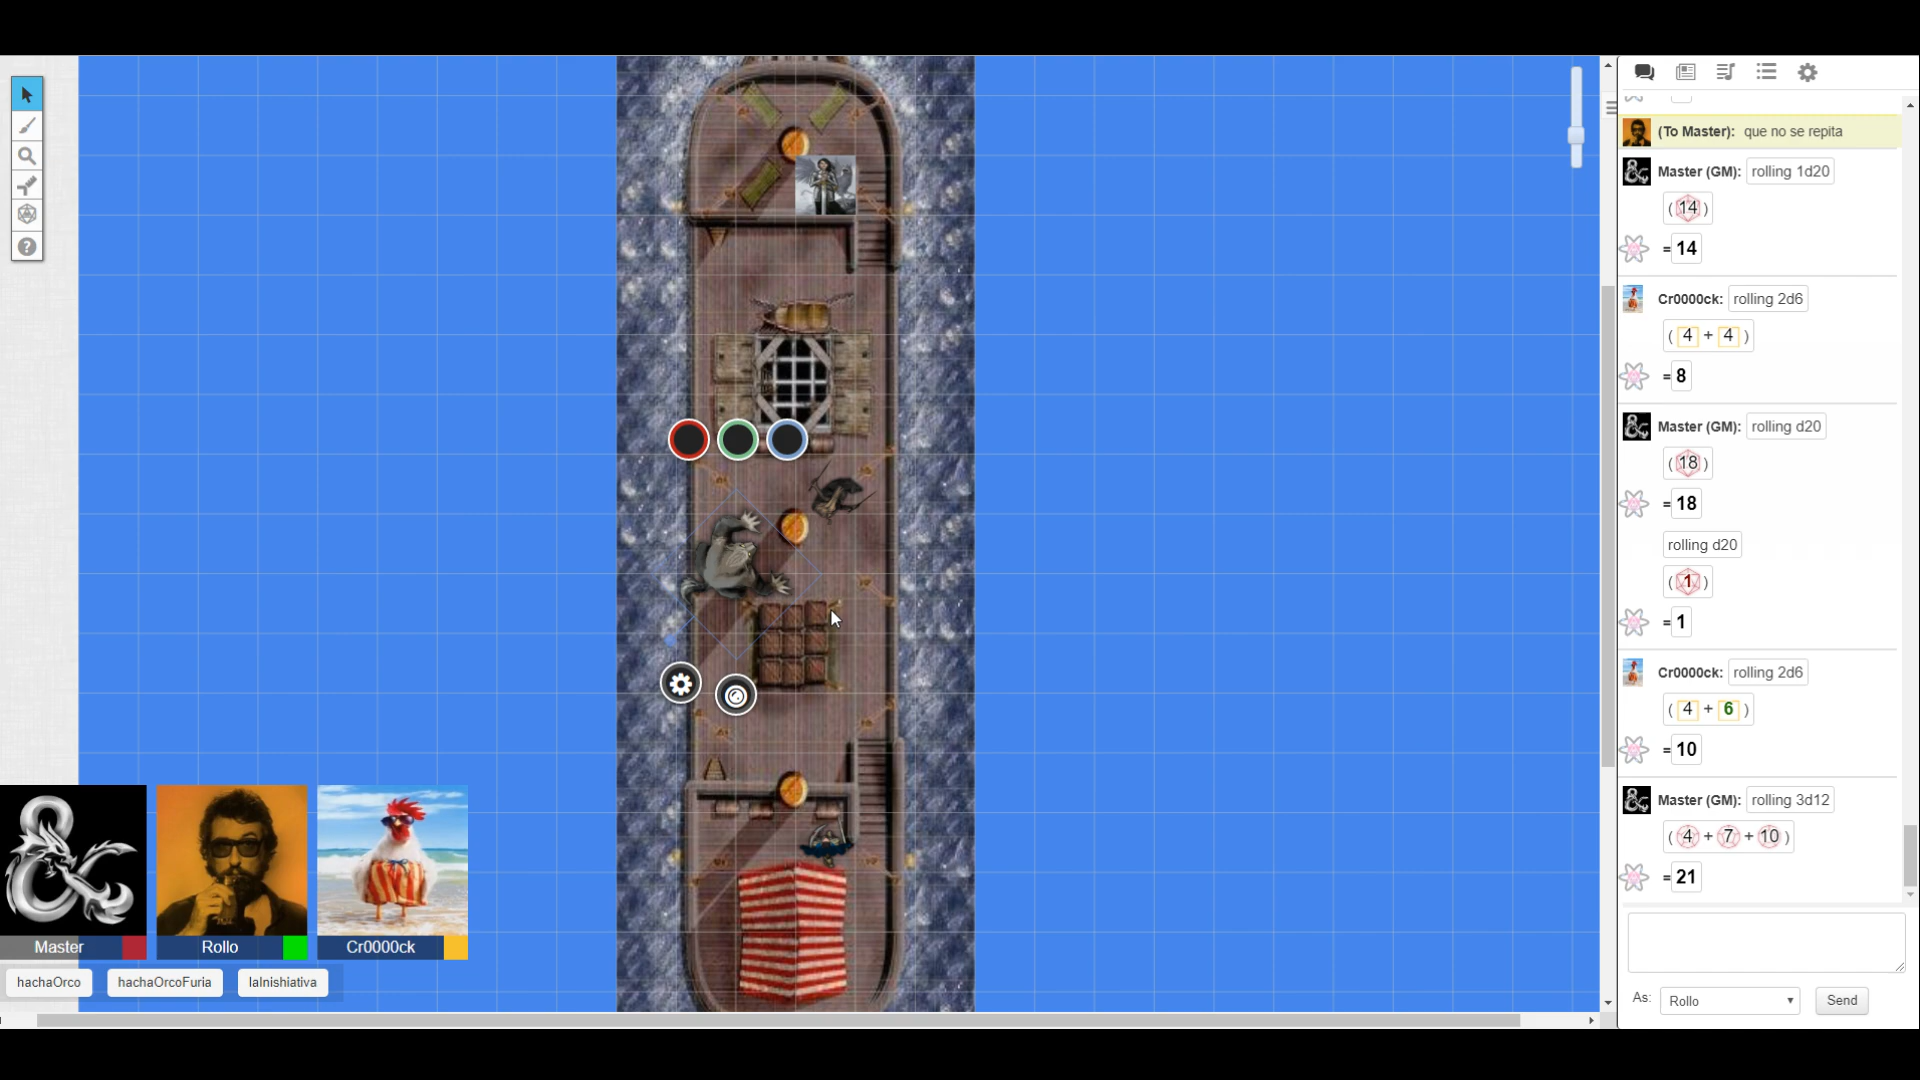 (To Master): que no se repita
Master (GM): rolling 1d20
(14)
=14
Cr0000ck: rolling 2d6
(4+4)
=8
Master (GM): rolling d20
(18)
=18
rolling d20
(1)
=1
Cr0000ck: rolling 2d6
(4+6)
=10
Master (GM): rolling 3d12
(4+7+10)
=21
As: Rollo Send
Master Rollo Cr0000ck
hachaOrco hachaOrcoFuria laInishiativa